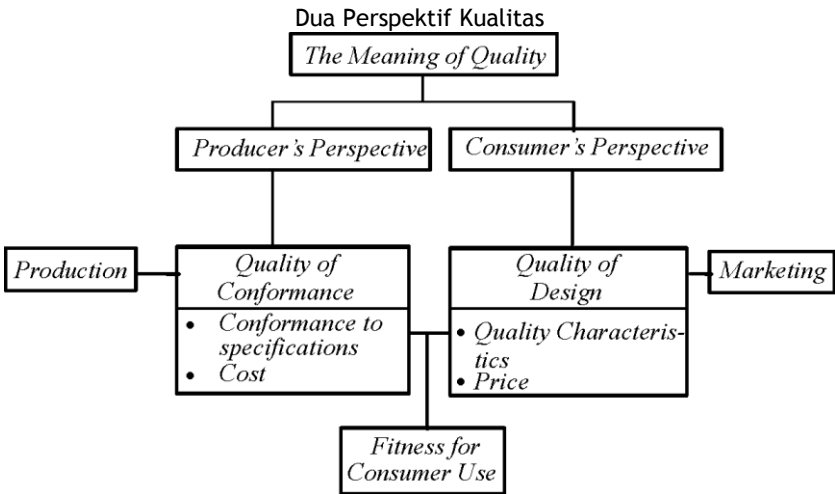 Dua Perspektif Kualitas
The Meaning of Quality
Producer's Perspective
Consumer's Perspective
Production
Quality of
Conformance
• Conformance to
specifications
• Cost
Quality of
Design
• Quality Characteris-
tics
• Price
Marketing
Fitness for
Consumer Use